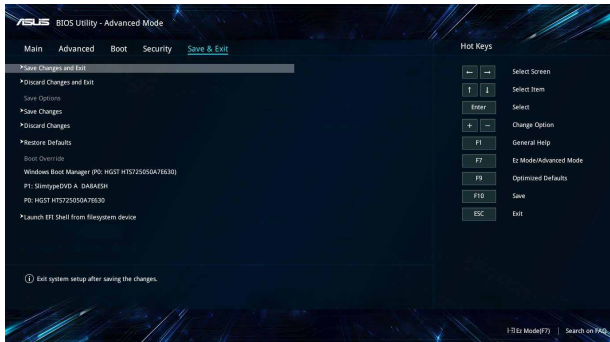 ASUS BIOS Utility - Advanced Mode
Main Advanced Boot Security Save & Exit
Hot Keys
Save Changes and Exit
Discard Changes and Exit
Save Options
Save Changes
Discard Changes
Restore Defaults
Boot Override
Windows Boot Manager (P0: HGST HTS725050A7E630)
P1: SlimtypeDVD A DA8AESH
P0: HGST HTS725050A7E630
Launch EFI Shell from filesystem device
← → Select Screen
↑ ↓ Select Item
Enter Select
+ - Change Option
F1 General Help
F7 Ez Mode/Advanced Mode
F9 Optimized Defaults
F10 Save
ESC Exit
i Exit system setup after saving the changes.
Ez Mode(F7) | Search on FAQ